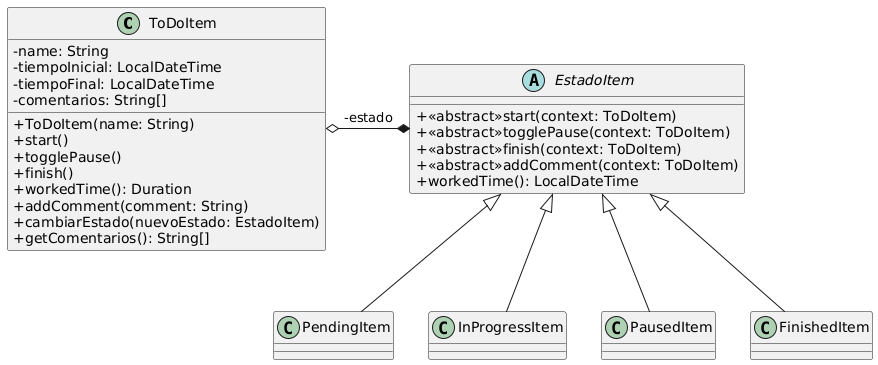 C ToDoItem
-name: String
-tiempoInicial: LocalDateTime
-tiempoFinal: LocalDateTime
-comentarios: String[]
+ToDoItem(name: String)
+start()
+togglePause()
+finish()
+workedTime(): Duration
+addComment(comment: String)
+cambiarEstado(nuevoEstado: EstadoItem)
+getComentarios(): String[]
-estado
A EstadoItem
+«abstract»start(context: ToDoItem)
+«abstract»togglePause(context: ToDoItem)
+«abstract»finish(context: ToDoItem)
+«abstract»addComment(context: ToDoItem)
+workedTime(): LocalDateTime
C PendingItem
C InProgressItem
C PausedItem
C FinishedItem